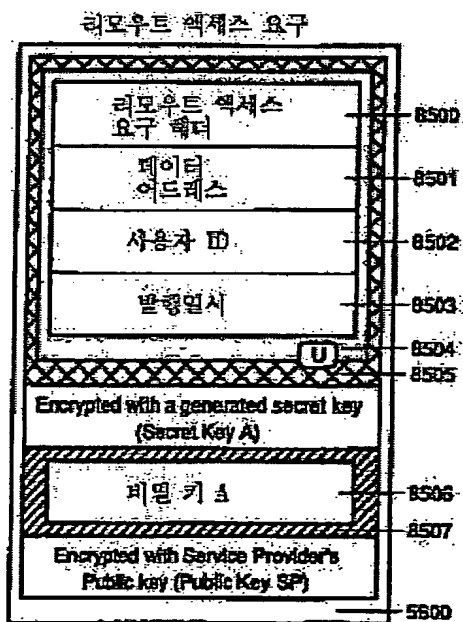 리모우트 액세스 요구
리모우트 액세스
요구 헤더
8500
데이터
어드레스
8501
사용자 ID
8502
발령일시
8503
U
8504
8505
Encrypted with a generated secret key
(Secret Key A)
비밀 키 A
8506
8507
Encrypted with Service Provider's
Public key (Public Key SP)
5600